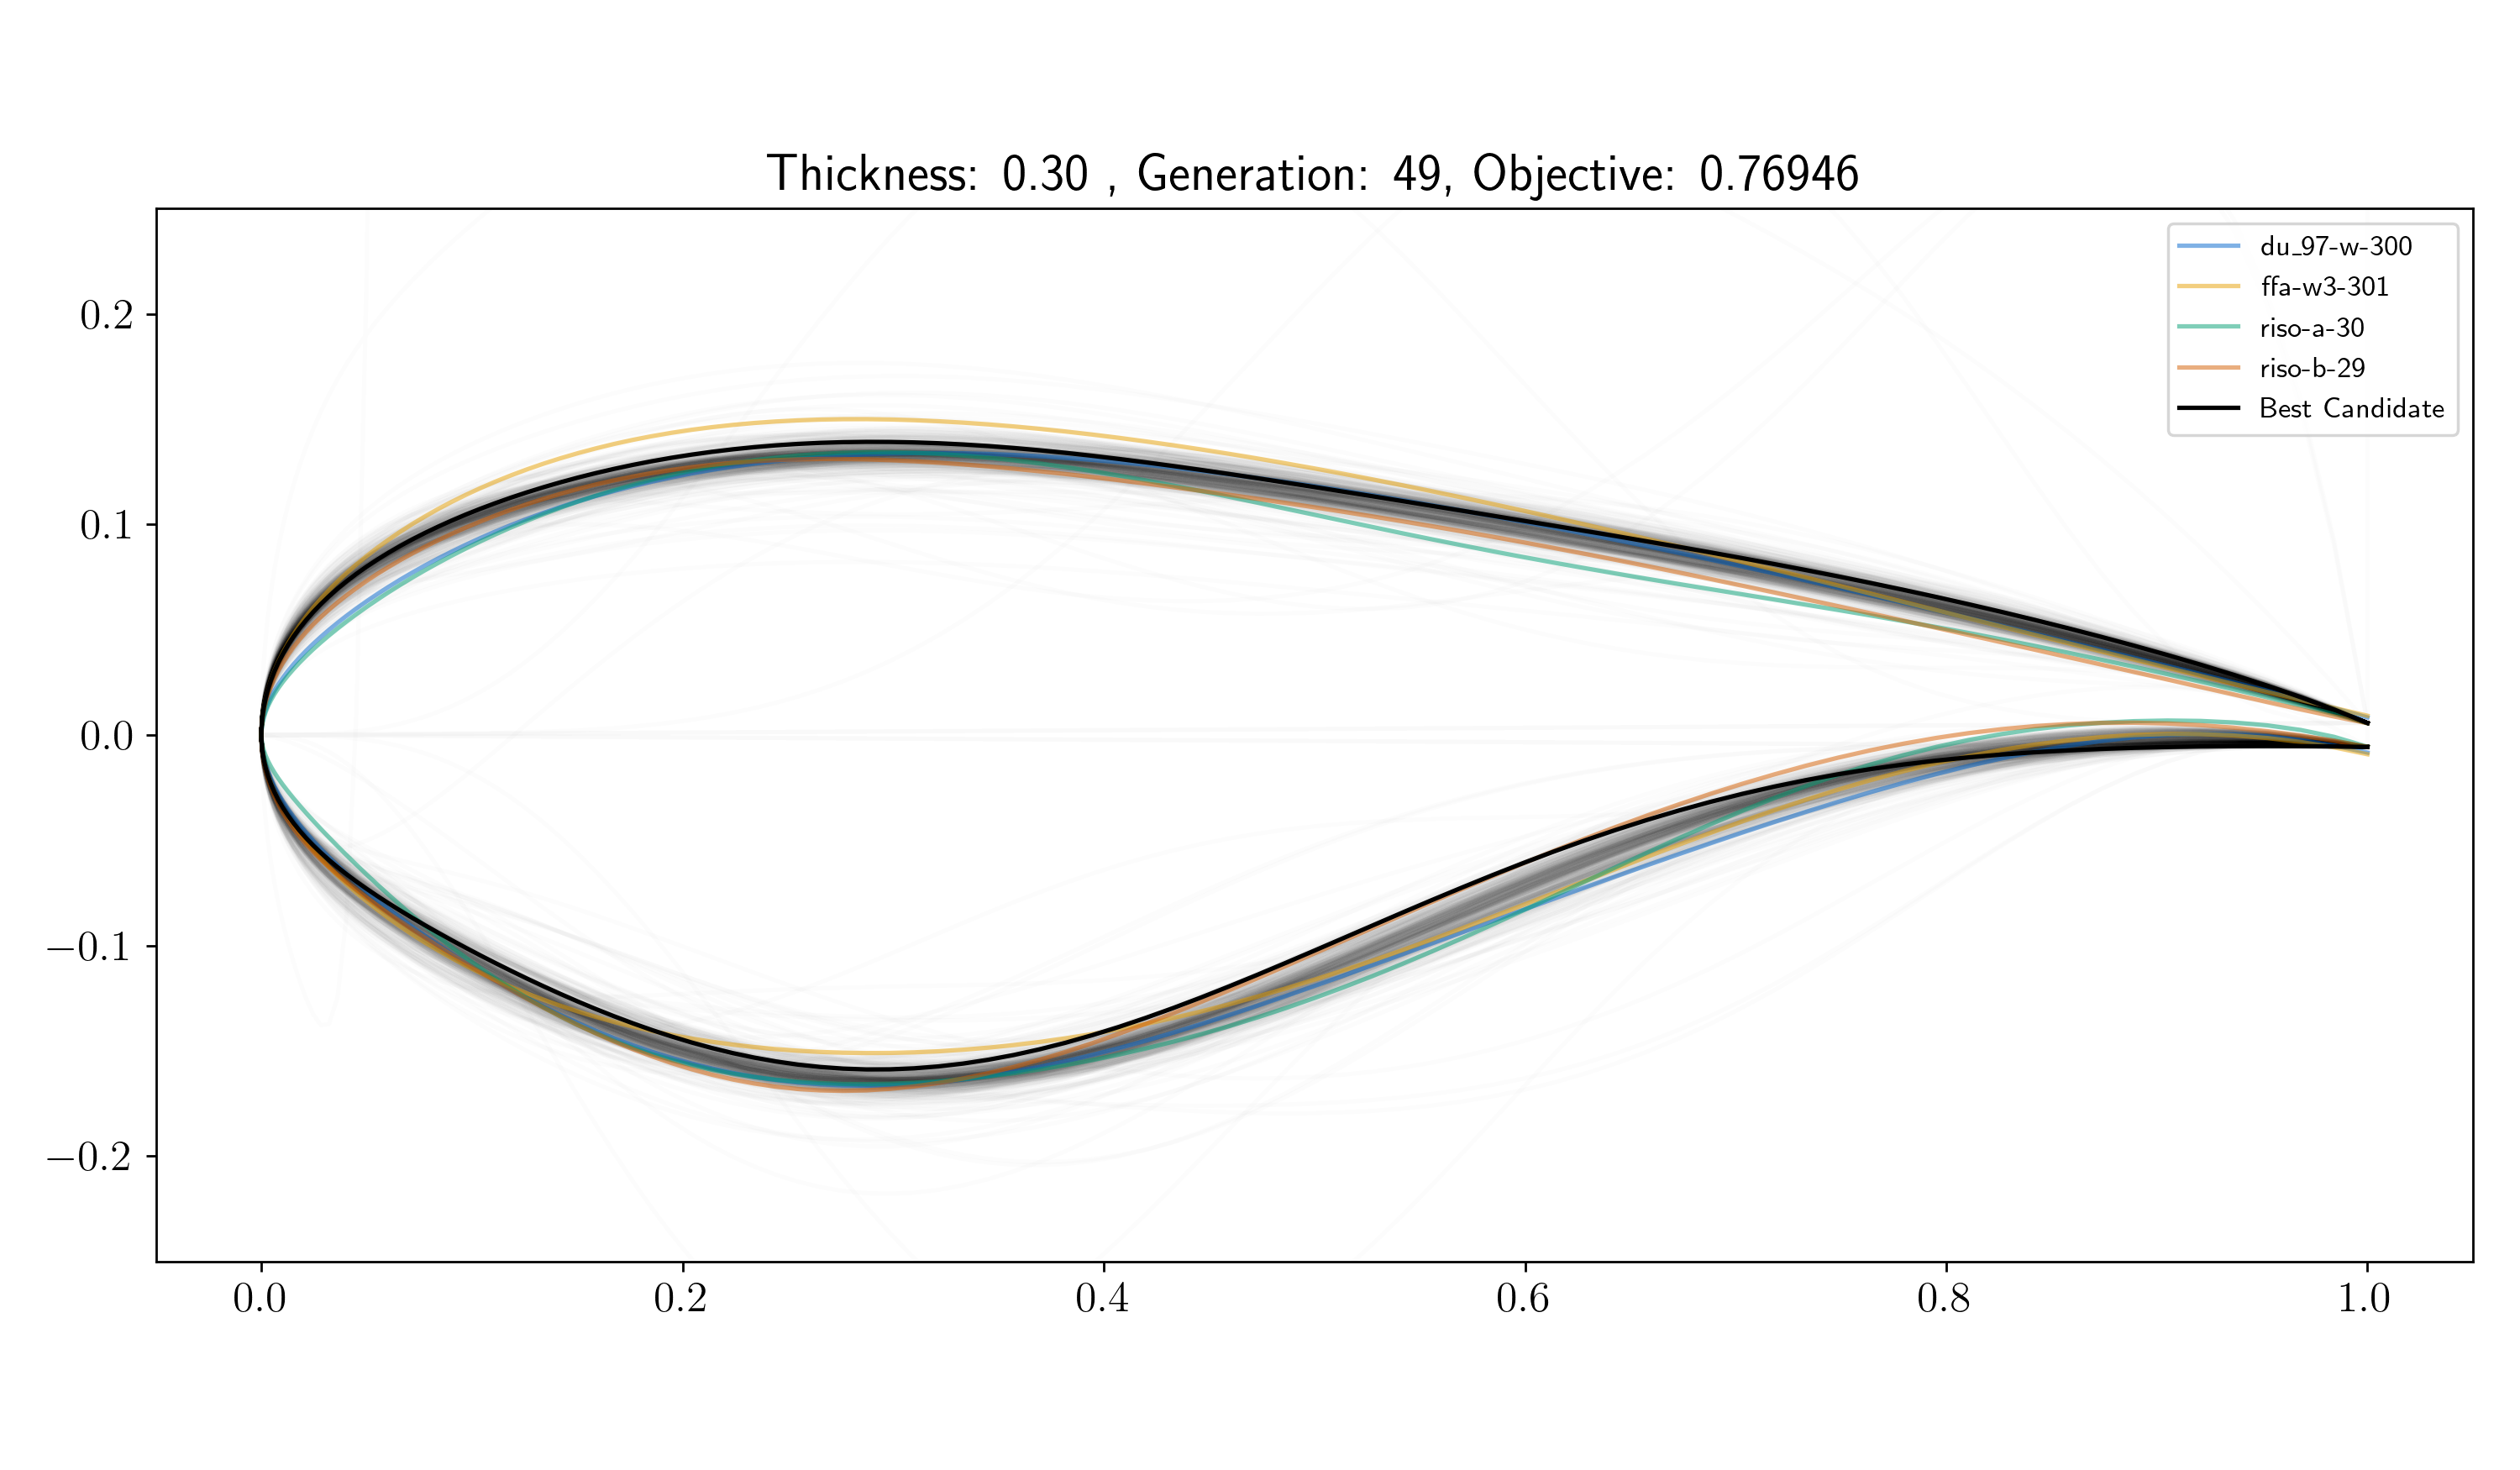 Thickness: 0.30 , Generation: 49, Objective: 0.76946
du_97-w-300
ffa-w3-301
riso-a-30
riso-b-29
Best Candidate
0.2
0.1
0.0
−0.1
−0.2
0.0 0.2 0.4 0.6 0.8 1.0